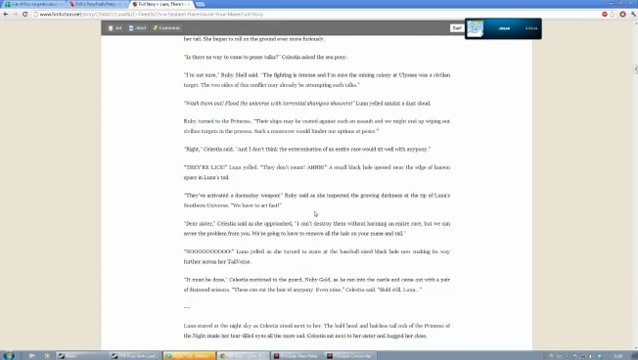 her tail. She began to roll on the ground ever more furiously.
"Is there no way to come to peace talks?" Celestia asked the sea pony.
"I'm not sure," Ruby Shell said. "The fighting is intense and I'm sure the mining colony at Ulysses was a civilian
target. The two sides of this conflict may already be attempting such talks."
"Wash them out! Flood the universe with torrential shampoo showers!" Luna yelled amidst a dust cloud.
Ruby turned to the Princess. "Their ships may be coated against such an assault and we might end up wiping out
civilian targets in the process. Such a maneuver would hinder our options at peace."
"Right," Celestia said. "And I don't think the extermination of an entire race would sit well with anypony."
"THEY'RE LICE!" Luna yelled. "They don't count! AHHH!" A small black hole opened near the edge of known
space in Luna's tail.
"They've activated a doomsday weapon!" Ruby said as she inspected the growing darkness at the tip of Luna's
Southern Universe. "We have to act fast!"
"Dear sister," Celestia said as she approached, "I can't destroy them without harming an entire race, but we can
sever the problem from you. We're going to have to remove all the hair on your mane and tail."
"NOOOOOOOOOO!" Luna yelled as she turned to stare at the baseball-sized black hole now making its way
further across her TailVerse.
"It must be done," Celestia motioned to the guard, Ruby Gold, as he ran into the castle and came out with a pair
of diamond scissors. "These can cut the hair of anypony. Even mine," Celestia said. "Hold still, Luna..."
---
Luna stared at the night sky as Celestia stood next to her. The bald head and hairless tail nub of the Princess of
the Night made her tear-filled eyes all the more sad. Celestia sat next to her sister and hugged her close.